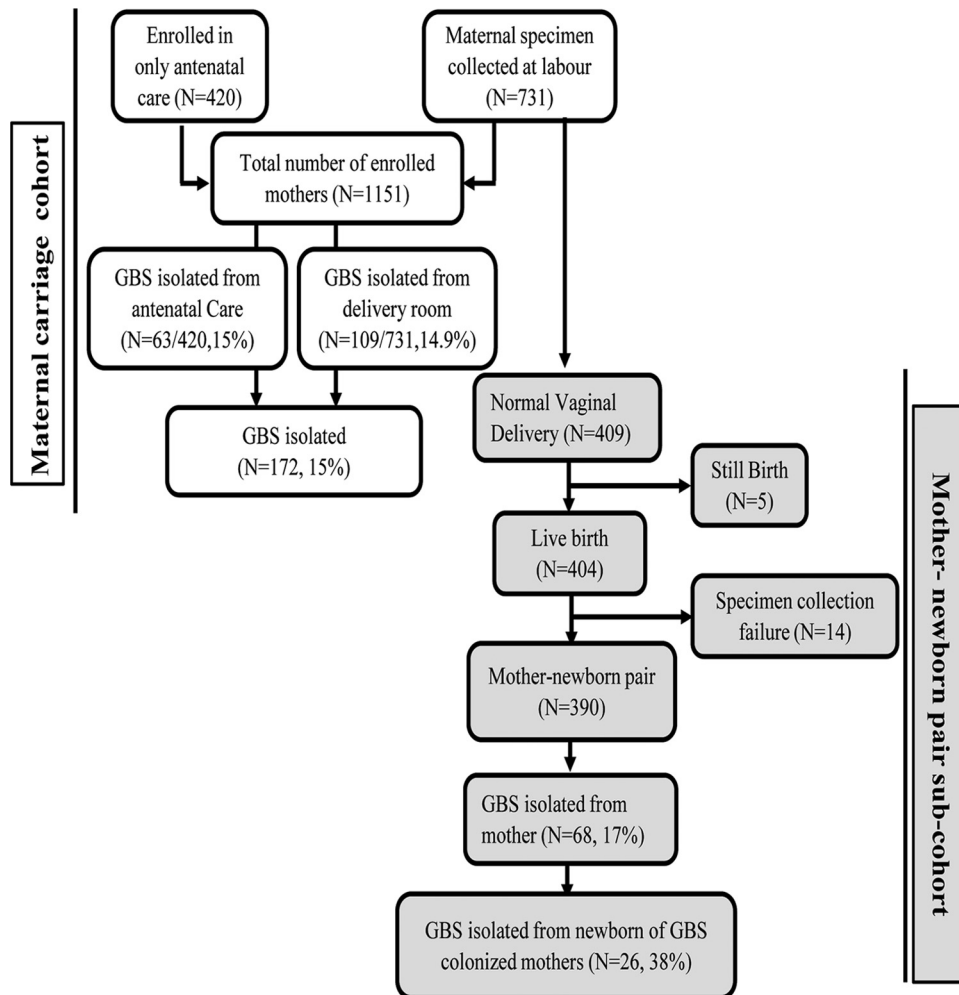 Enrolled in
only antenatal
care (N=420)
Maternal specimen
collected at labour
(N=731)
Maternal carriage cohort
Total number of enrolled
mothers (N=1151)
GBS isolated from
antenatal Care
(N=63/420,15%)
GBS isolated from
delivery room
(N=109/731,14.9%)
GBS isolated
(N=172, 15%)
Normal Vaginal
Delivery (N=409)
Still Birth
(N=5)
Live birth
(N=404)
Specimen collection
failure (N=14)
Mother-newborn pair
(N=390)
GBS isolated from
mother (N=68, 17%)
GBS isolated from newborn of GBS
colonized mothers (N=26, 38%)
Mother- newborn pair sub-cohort